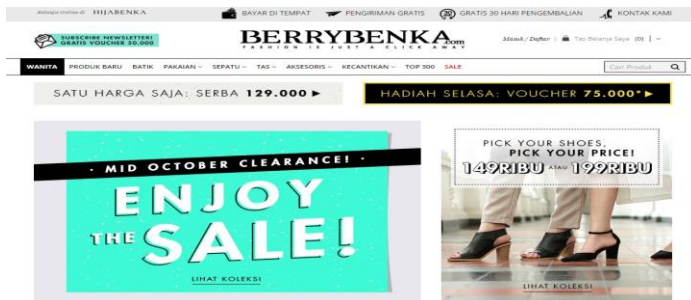 Belanja Online di HIJABENKA
BAYAR DI TEMPAT
PENGIRIMAN GRATIS
30 GRATIS 30 HARI PENGEMBALIAN
KONTAK KAMI
SUBSCRIBE NEWSLETTER!
GRATIS VOUCHER 50.000
BERRYBENKA.com
FASHION IS JUST A CLICK AWAY
Masuk / Daftar | Tas Belanja Saya (0) |
WANITA PRODUK BARU BATIK PAKAIAN SEPATU TAS AKSESORIS KECANTIKAN TOP 300 SALE
Cari Produk
SATU HARGA SAJA: SERBA 129.000
HADIAH SELASA: VOUCHER 75.000*
· MID OCTOBER CLEARANCE! ·
ENJOY
THE SALE!
LIHAT KOLEKSI
PICK YOUR SHOES,
PICK YOUR PRICE!
149RIBU ATAU 199RIBU
LIHAT KOLEKSI